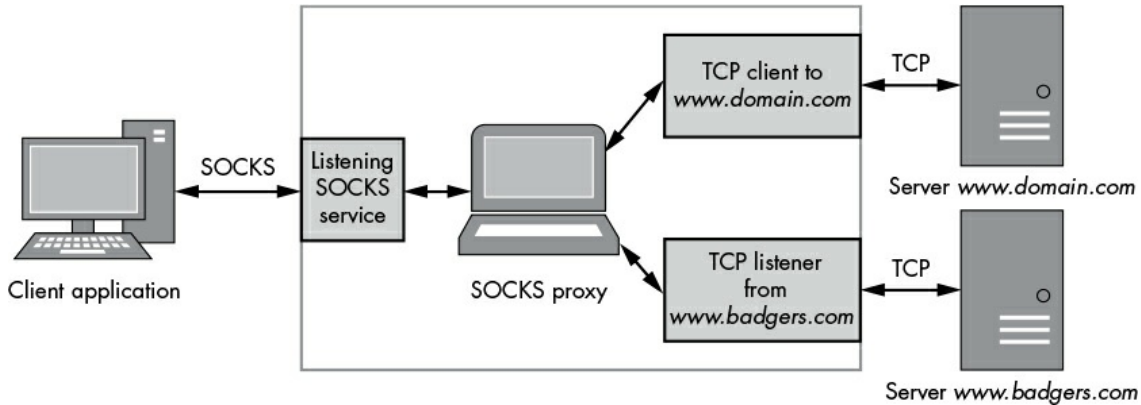 Client application
SOCKS
Listening
SOCKS
service
SOCKS proxy
TCP client to
www.domain.com
TCP
Server www.domain.com
TCP listener
from
www.badgers.com
TCP
Server www.badgers.com